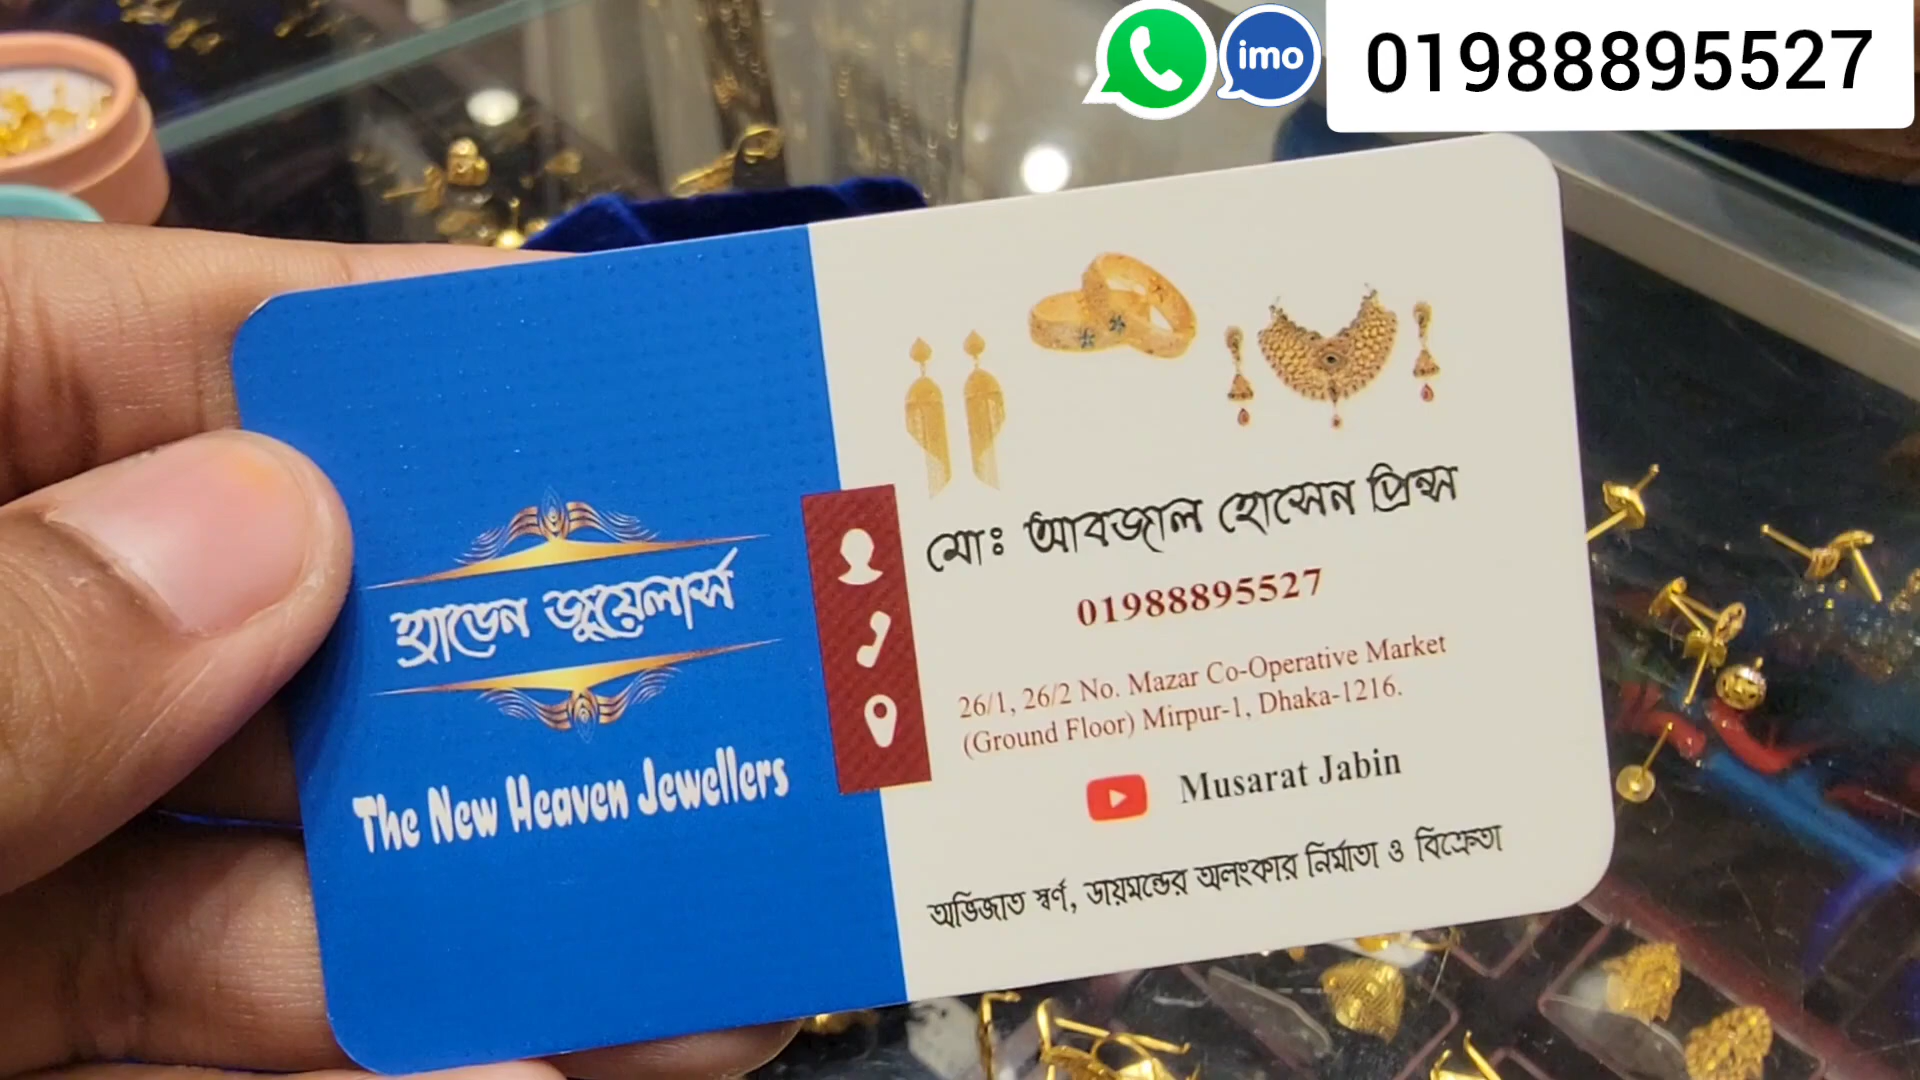 imo
01988895527
হ্যাভেন জুয়েলার্স
The New Heaven Jewellers
মোঃ আবজাল হোসেন প্রিন্স
01988895527
26/1, 26/2 No. Mazar Co-Operative Market
(Ground Floor) Mirpur-1, Dhaka-1216.
Musarat Jabin
অভিজাত স্বর্ণ, ডায়মন্ডের অলংকার নির্মাতা ও বিক্রেতা